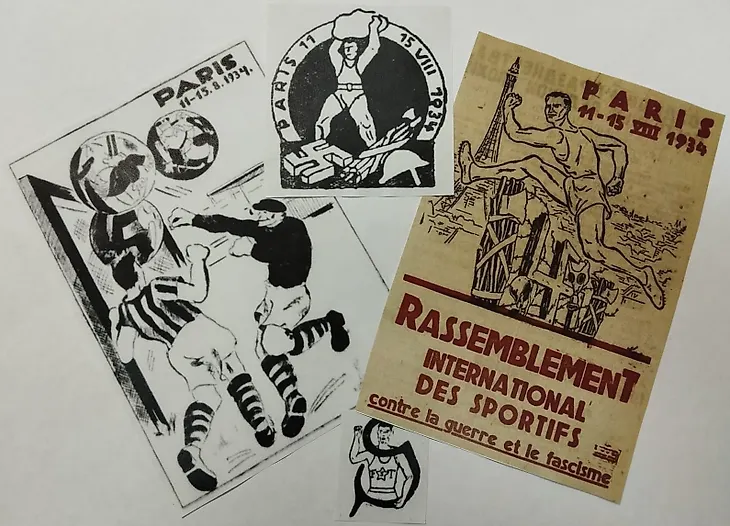 PARIS
11-15.8.1934.
PARIS 11 15 VIII 1934
PARIS
11-15 VIII 1934
RASSEMBLEMENT
INTERNATIONAL
DES SPORTIFS
contre la guerre et le fascisme